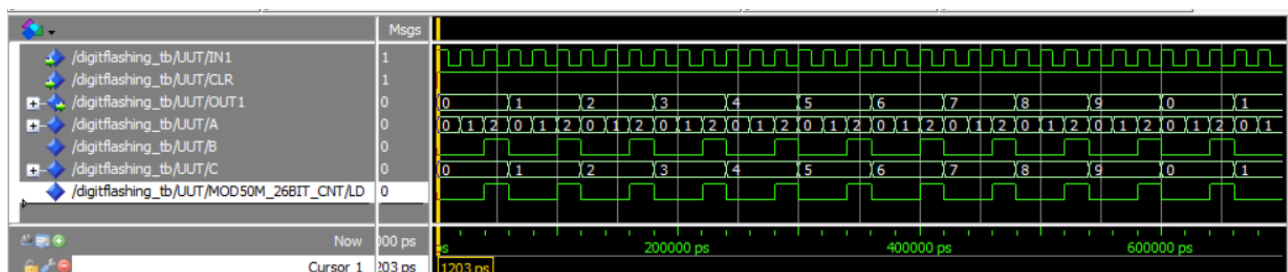 Msgs
/digitflashing_tb/UUT/IN1 1
/digitflashing_tb/UUT/CLR 1
/digitflashing_tb/UUT/OUT1 0 0 1 2 3 4 5 6 7 8 9 0 1
/digitflashing_tb/UUT/A 0 0 1 2 0 1 2 0 1 2 0 1 2 0 1 2 0 1 2 0 1 2 0 1 2 0 1 2 0 1 2 0 1 2 0 1
/digitflashing_tb/UUT/B 0
/digitflashing_tb/UUT/C 0 0 1 2 3 4 5 6 7 8 9 0 1
/digitflashing_tb/UUT/MOD50M_26BIT_CNT/LD 0
Now 000 ps ps 200000 ps 400000 ps 600000 ps
Cursor 1 203 ps 1203 ps